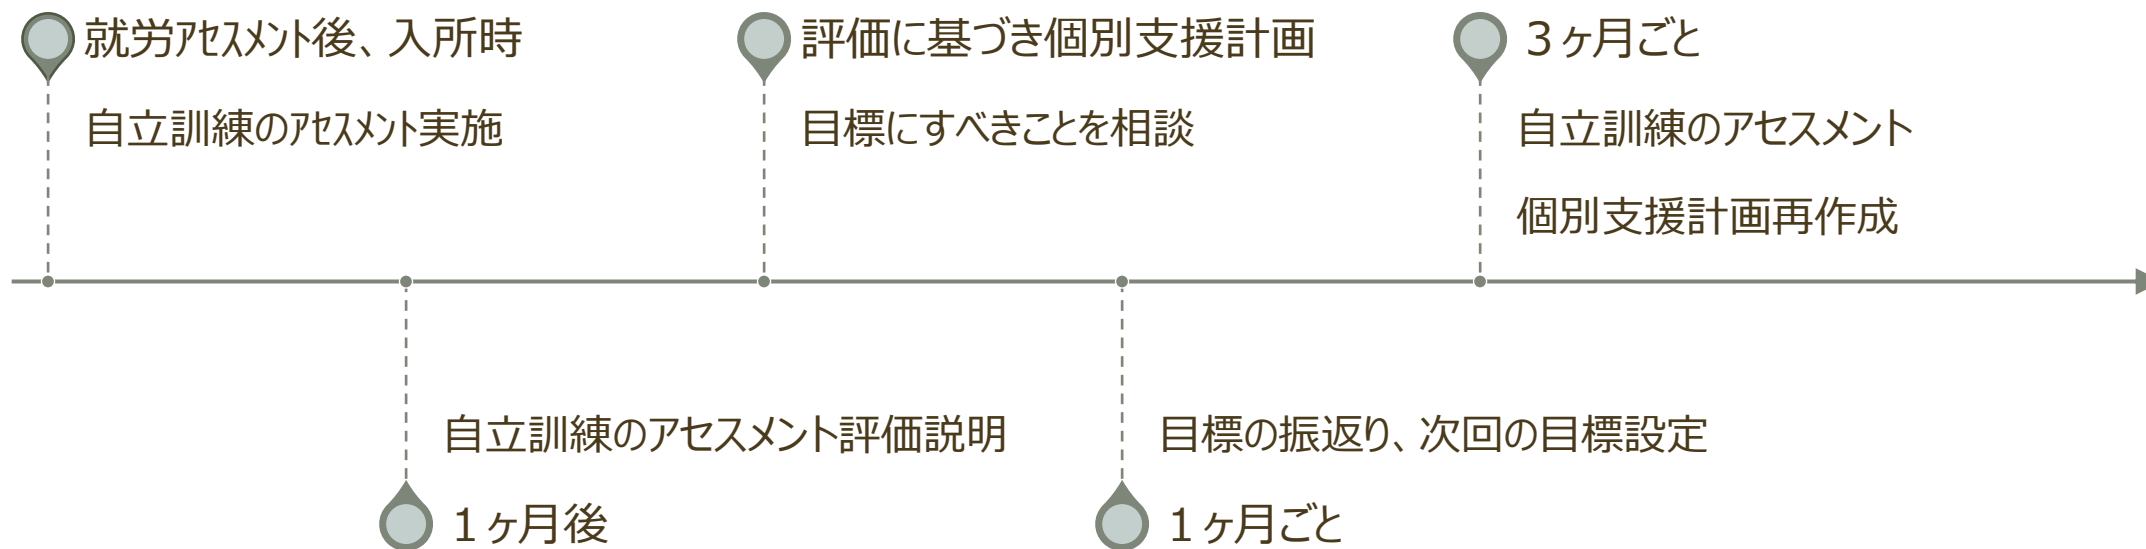 就労ｱｾｽﾒﾝﾄ後、入所時
自立訓練のｱｾｽﾒﾝﾄ実施
自立訓練のアセスメント評価説明
１ヶ月後
評価に基づき個別支援計画
目標にすべきことを相談
目標の振返り、次回の目標設定
１ヶ月ごと
３ヶ月ごと
自立訓練のアセスメント
個別支援計画再作成